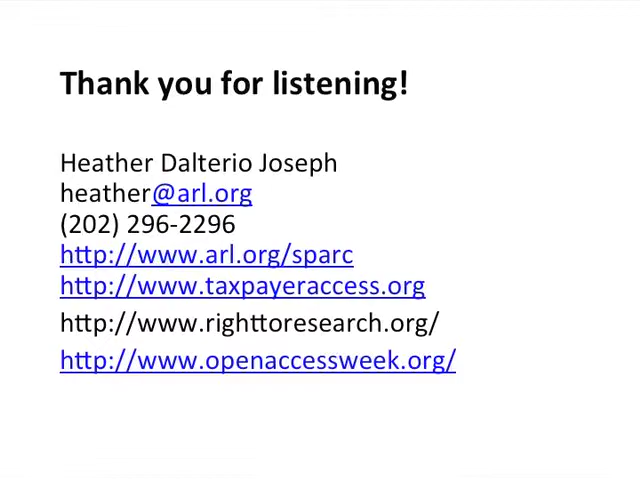 Thank you for listening!
Heather Dalterio Joseph
heather@arl.org
(202) 296-2296
http://www.arl.org/sparc
http://www.taxpayeraccess.org
http://www.righttoresearch.org/
http://www.openaccessweek.org/